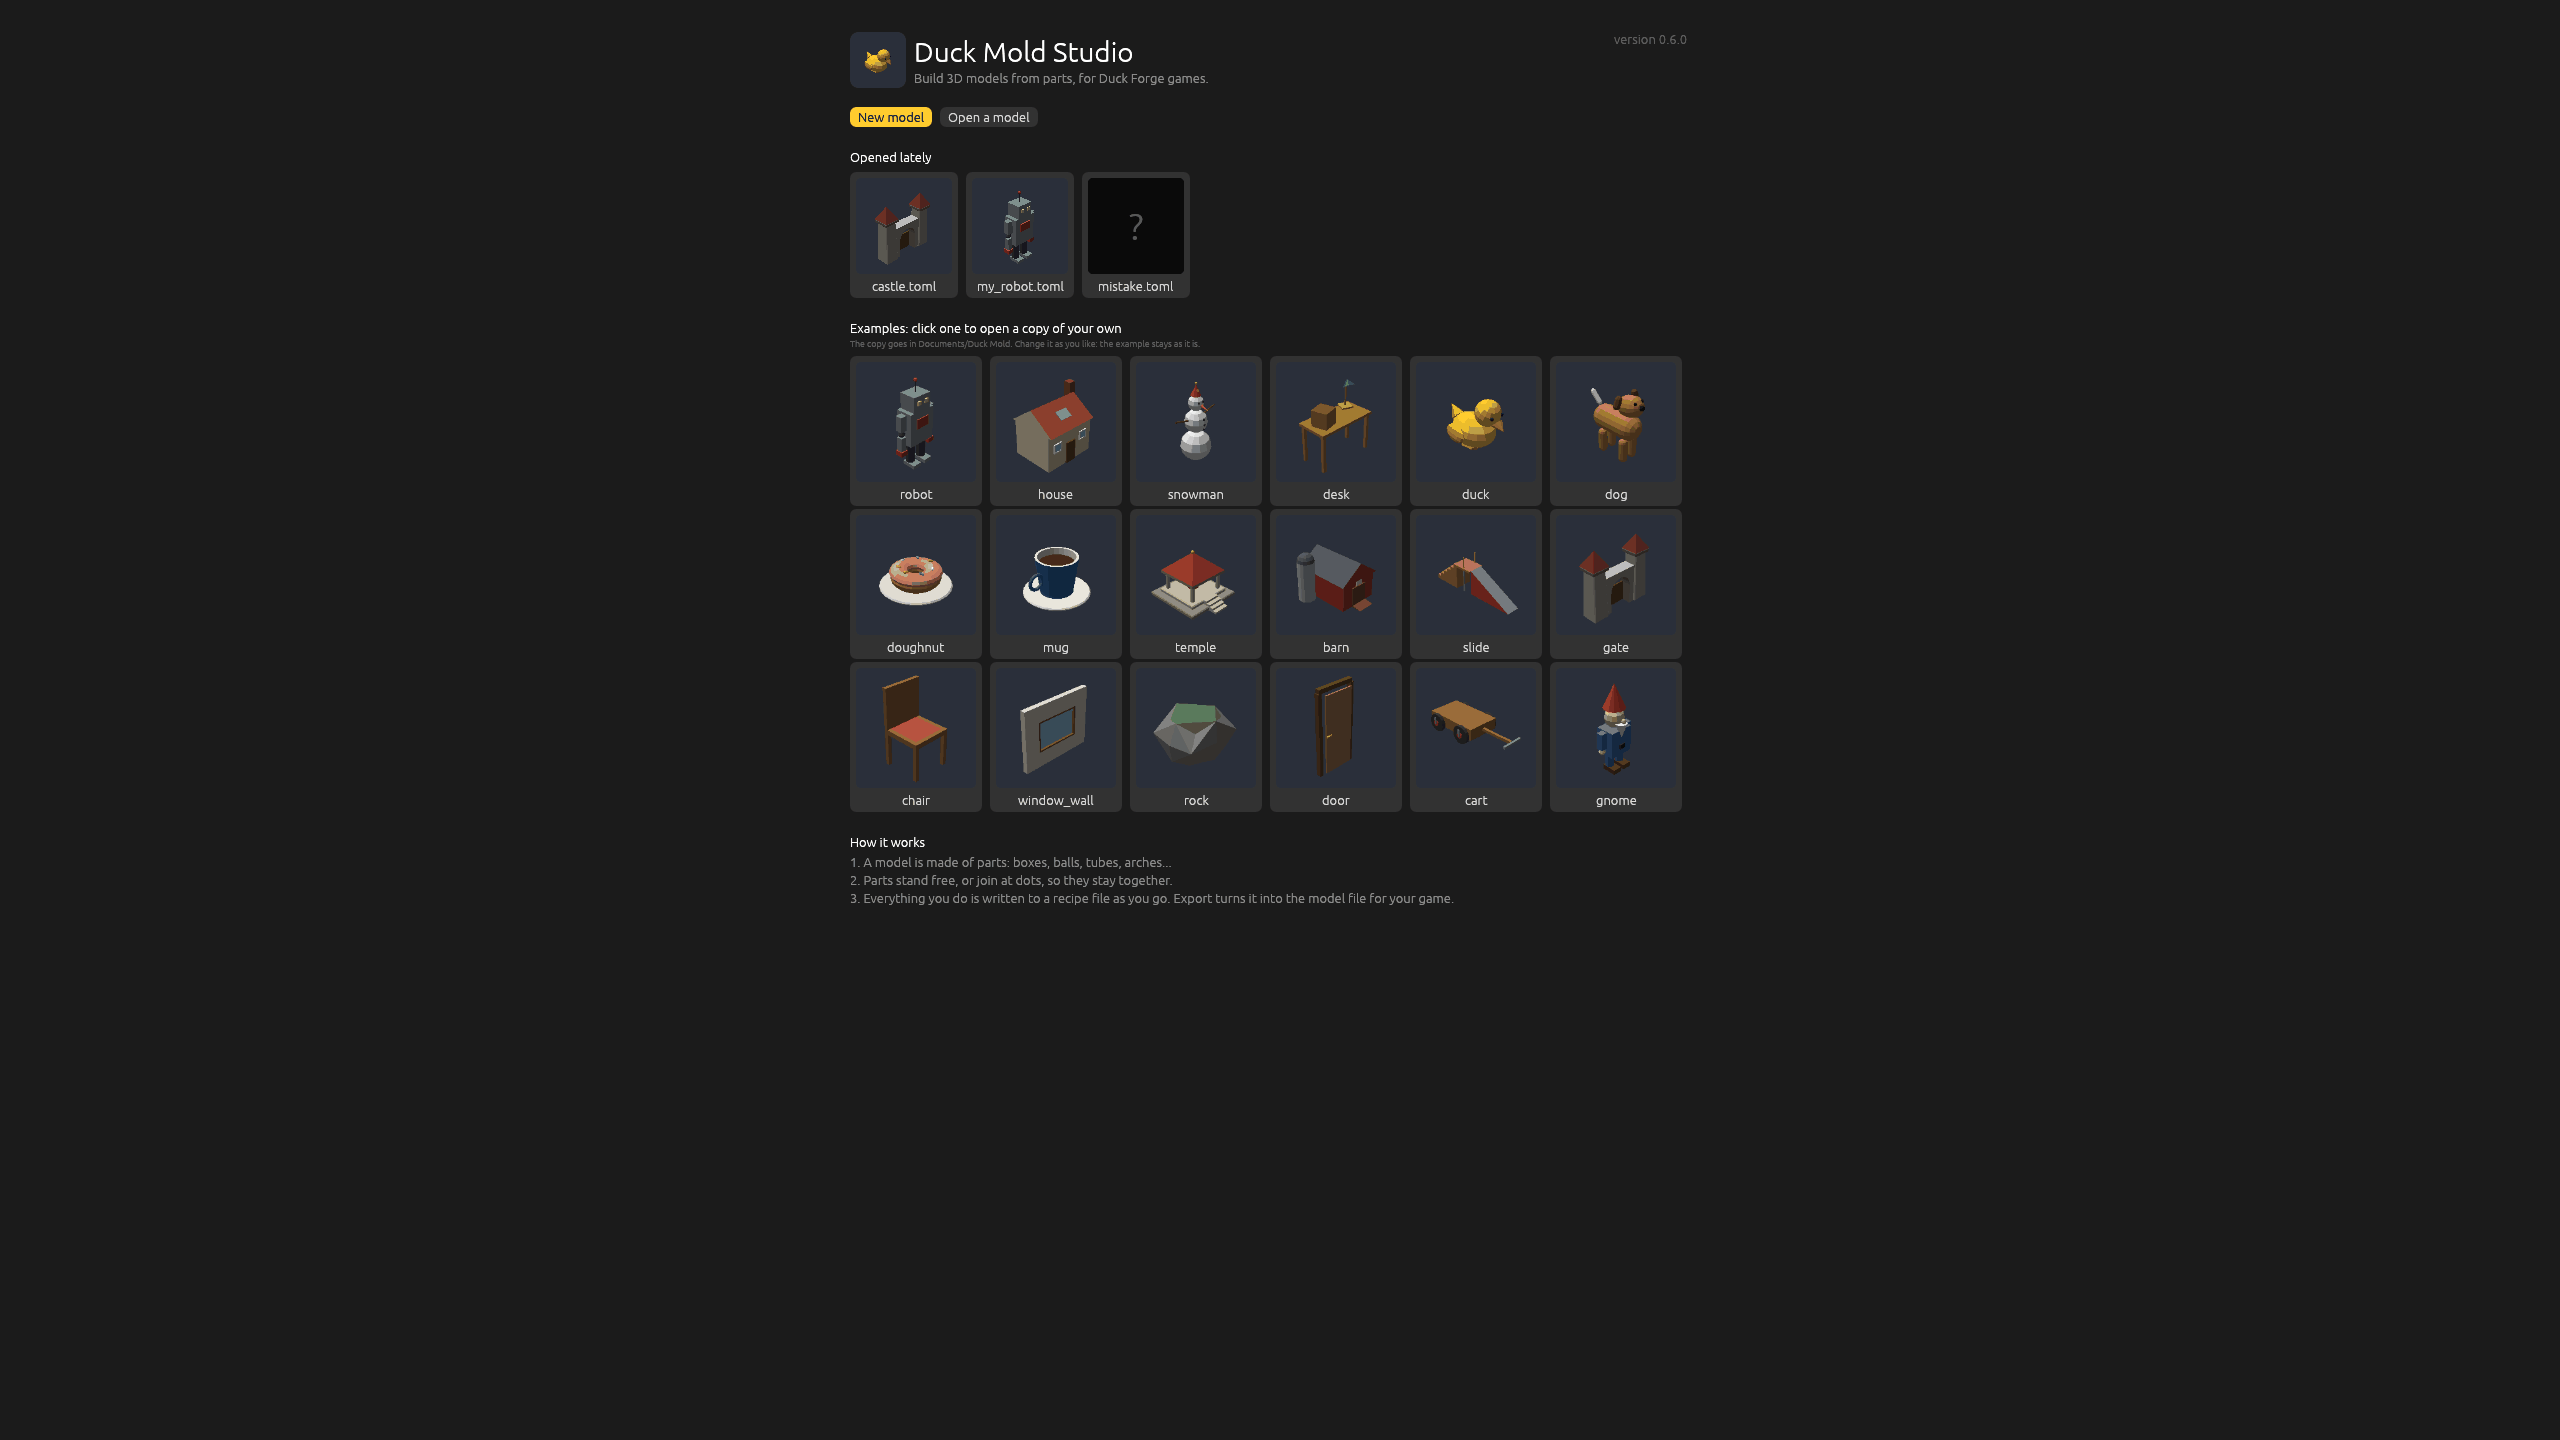 Duck Mold Studio
version 0.6.0
Build 3D models from parts, for Duck Forge games.
New model
Open a model
Opened lately
?
castle.toml
my_robot.toml
mistake.toml
Examples: click one to open a copy of your own
The copy goes in Documents/Duck Mold. Change it as you like: the example stays as it is.
robot
house
snowman
desk
duck
dog
doughnut
mug
temple
barn
slide
gate
chair
window_wall
rock
door
cart
gnome
How it works
1. A model is made of parts: boxes, balls, tubes, arches...
2. Parts stand free, or join at dots, so they stay together.
3. Everything you do is written to a recipe file as you go. Export turns it into the model file for your game.